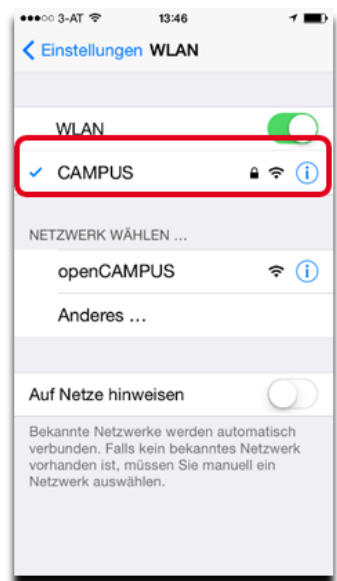 3-AT 13:46
Einstellungen WLAN
WLAN
CAMPUS
NETZWERK WÄHLEN ...
openCAMPUS
Anderes ...
Auf Netze hinweisen
Bekannte Netzwerke werden automatisch
verbunden. Falls kein bekanntes Netzwerk
vorhanden ist, müssen Sie manuell ein
Netzwerk auswählen.